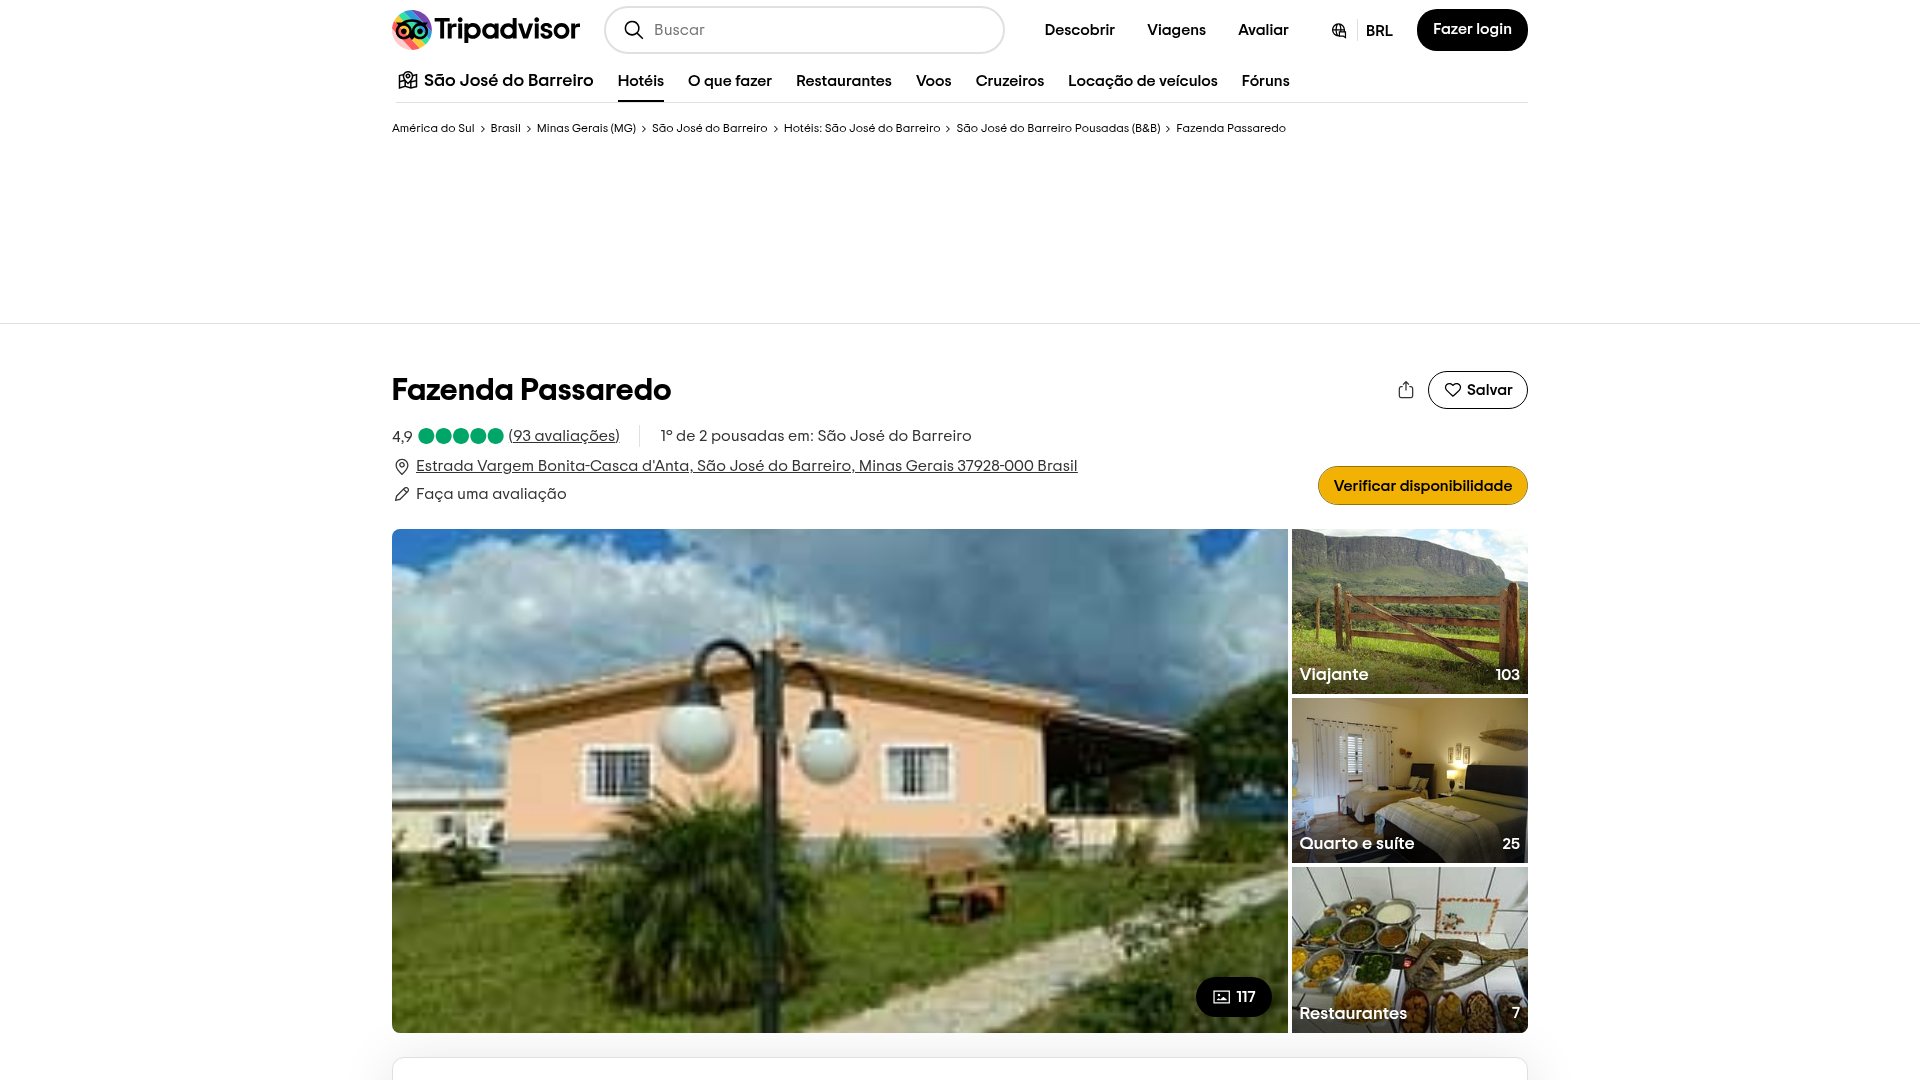 Tripadvisor
Buscar
Descobrir
Viagens
Avaliar
BRL
Fazer login
São José do Barreiro
Hotéis
O que fazer
Restaurantes
Voos
Cruzeiros
Locação de veículos
Fóruns
América do Sul > Brasil > Minas Gerais (MG) > São José do Barreiro > Hotéis: São José do Barreiro > São José do Barreiro Pousadas (B&B) > Fazenda Passaredo
Fazenda Passaredo
Salvar
4,9 (93 avaliações)
1º de 2 pousadas em: São José do Barreiro
Estrada Vargem Bonita-Casca d'Anta, São José do Barreiro, Minas Gerais 37928-000 Brasil
Faça uma avaliação
Verificar disponibilidade
117
Viajante 103
Quarto e suíte 25
Restaurantes 7